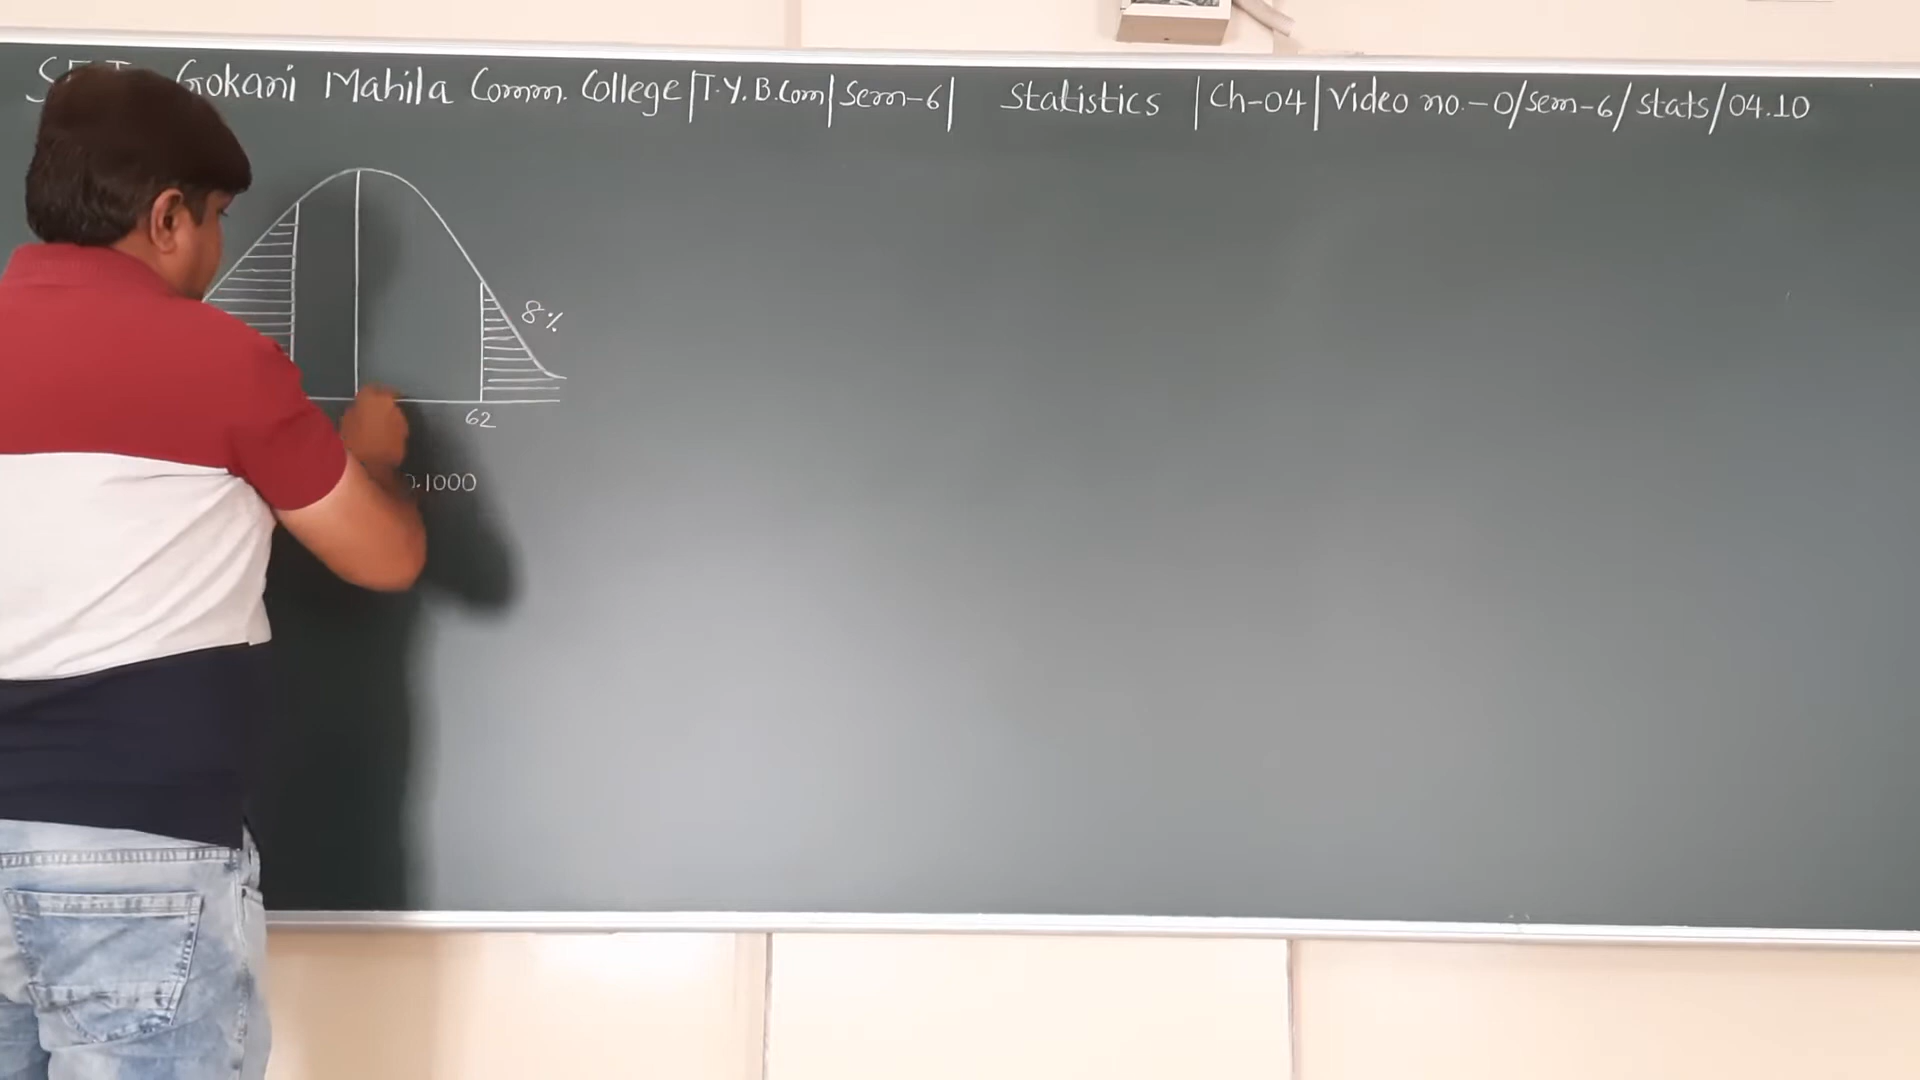 Gokani Mahila Comm. College|T.Y.B.Com|Sem-6| Statistics |Ch-04|Video no.-0/sem-6/stats/04.10
8%
62
0.1000